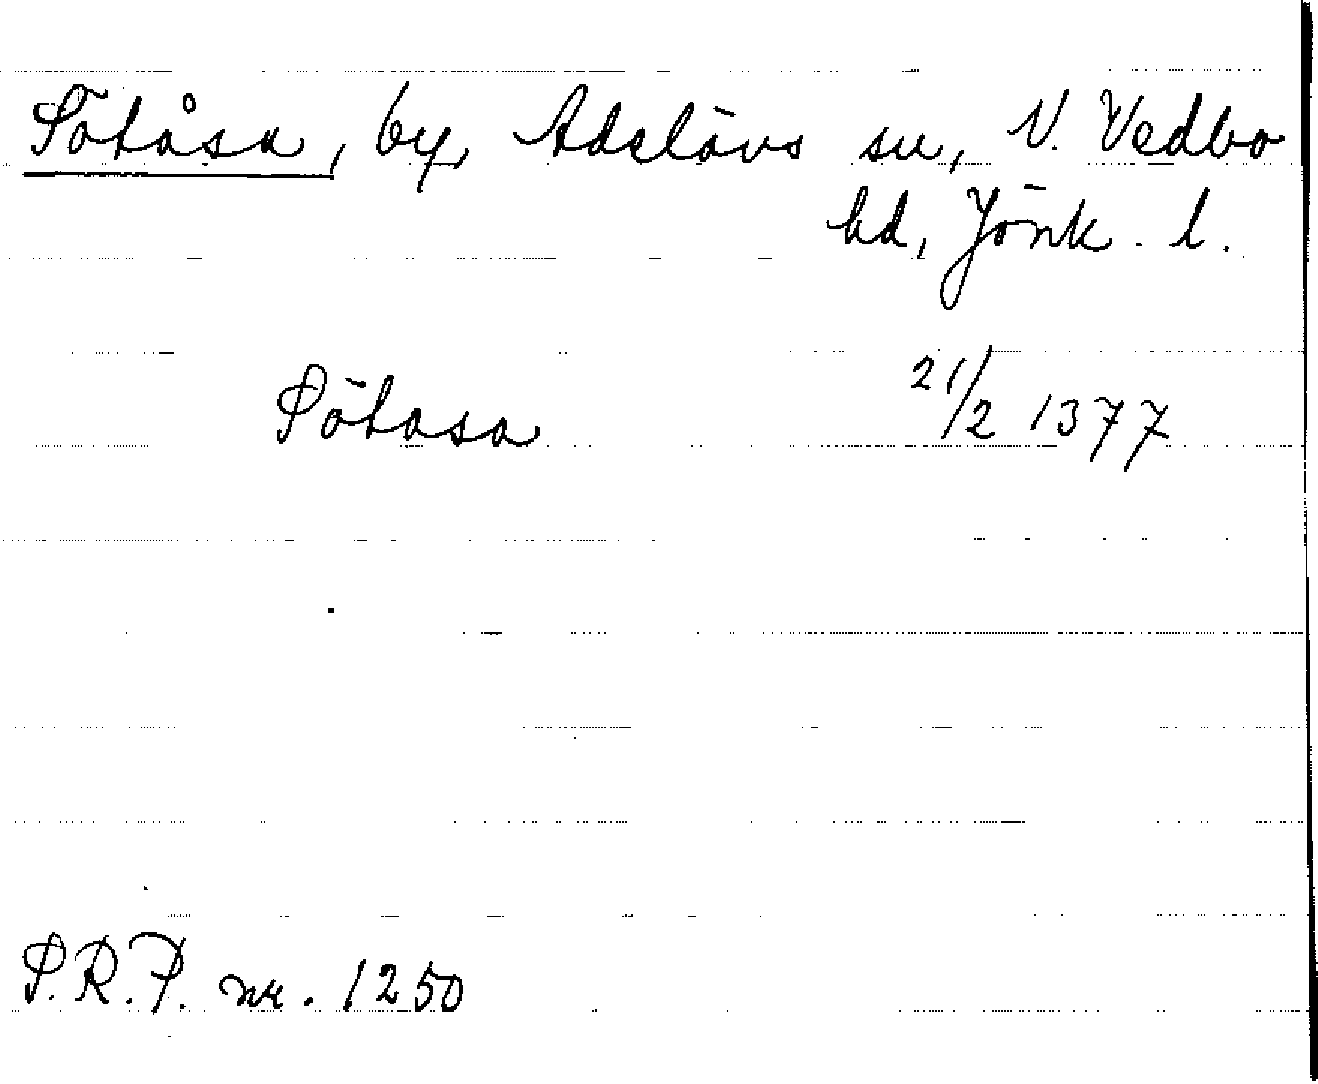 Sötåsa, by, Adelövs sn, N. Vedbo
hd, Jönk. l.
Sötasa 21/2 1377
S.R.P. nr. 1250